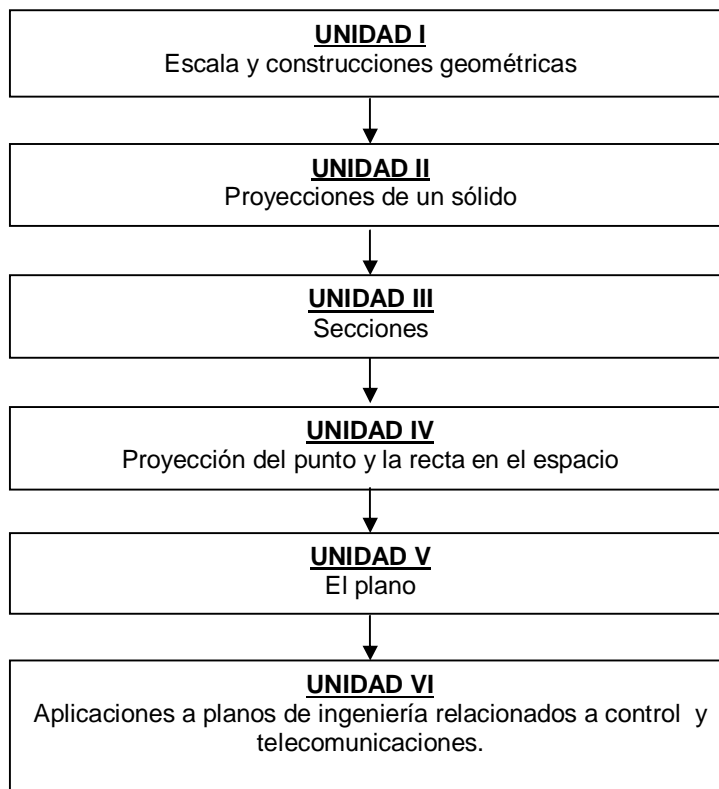 UNIDAD I
Escala y construcciones geométricas
UNIDAD II
Proyecciones de un sólido
UNIDAD III
Secciones
UNIDAD IV
Proyección del punto y la recta en el espacio
UNIDAD V
El plano
UNIDAD VI
Aplicaciones a planos de ingeniería relacionados a control y
telecomunicaciones.